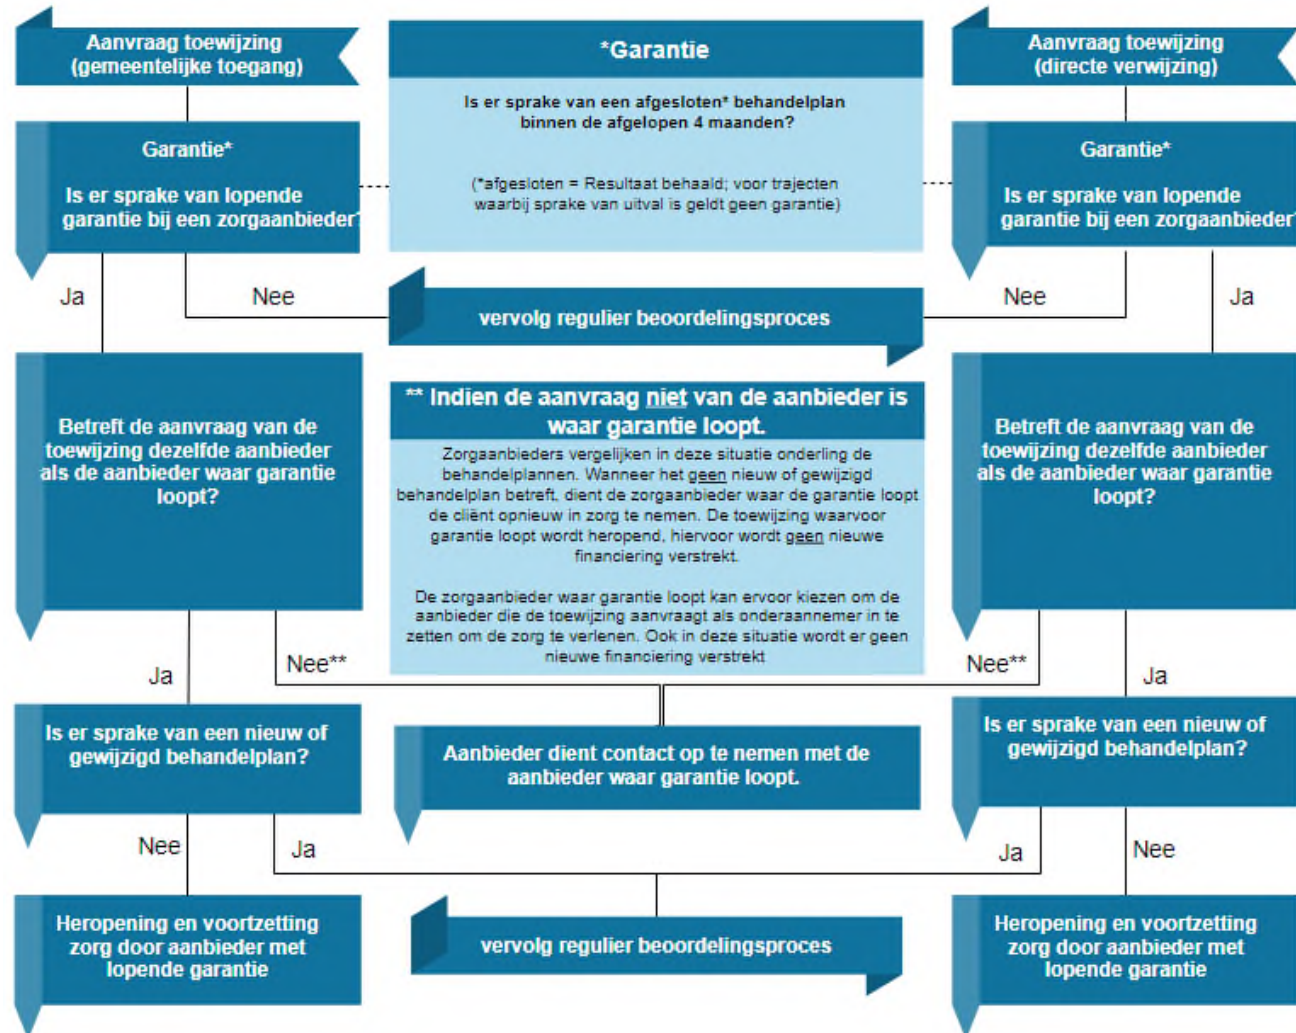 Aanvraag toewijzing
(gemeentelijke toegang)
*Garantie
Is er sprake van een afgesloten* behandelplan
binnen de afgelopen 4 maanden?
(*afgesloten = Resultaat behaald; voor trajecten
waarbij sprake van uitval is geldt geen garantie)
Aanvraag toewijzing
(directe verwijzing)
Garantie*
Is er sprake van lopende
garantie bij een zorgaanbieder?
Garantie*
Is er sprake van lopende
garantie bij een zorgaanbieder?
Ja
Nee
vervolg regulier beoordelingsproces
Nee
Ja
Betreft de aanvraag van de
toewijzing dezelfde aanbieder
als de aanbieder waar garantie
loopt?
** Indien de aanvraag niet van de aanbieder is
waar garantie loopt.
Zorgaanbieders vergelijken in deze situatie onderling de
behandelplannen. Wanneer het geen nieuw of gewijzigd
behandelplan betreft, dient de zorgaanbieder waar de garantie loopt
de cliënt opnieuw in zorg te nemen. De toewijzing waarvoor
garantie loopt wordt heropend, hiervoor wordt geen nieuwe
financiering verstrekt.
De zorgaanbieder waar garantie loopt kan ervoor kiezen om de
aanbieder die de toewijzing aanvraagt als onderaannemer in te
zetten om de zorg te verlenen. Ook in deze situatie wordt er geen
nieuwe financiering verstrekt
Betreft de aanvraag van de
toewijzing dezelfde aanbieder
als de aanbieder waar garantie
loopt?
Ja
Nee**
Nee**
Ja
Is er sprake van een nieuw of
gewijzigd behandelplan?
Aanbieder dient contact op te nemen met de
aanbieder waar garantie loopt.
Is er sprake van een nieuw of
gewijzigd behandelplan?
Nee
Ja
Ja
Nee
Heropening en voortzetting
zorg door aanbieder met
lopende garantie
vervolg regulier beoordelingsproces
Heropening en voortzetting
zorg door aanbieder met
lopende garantie